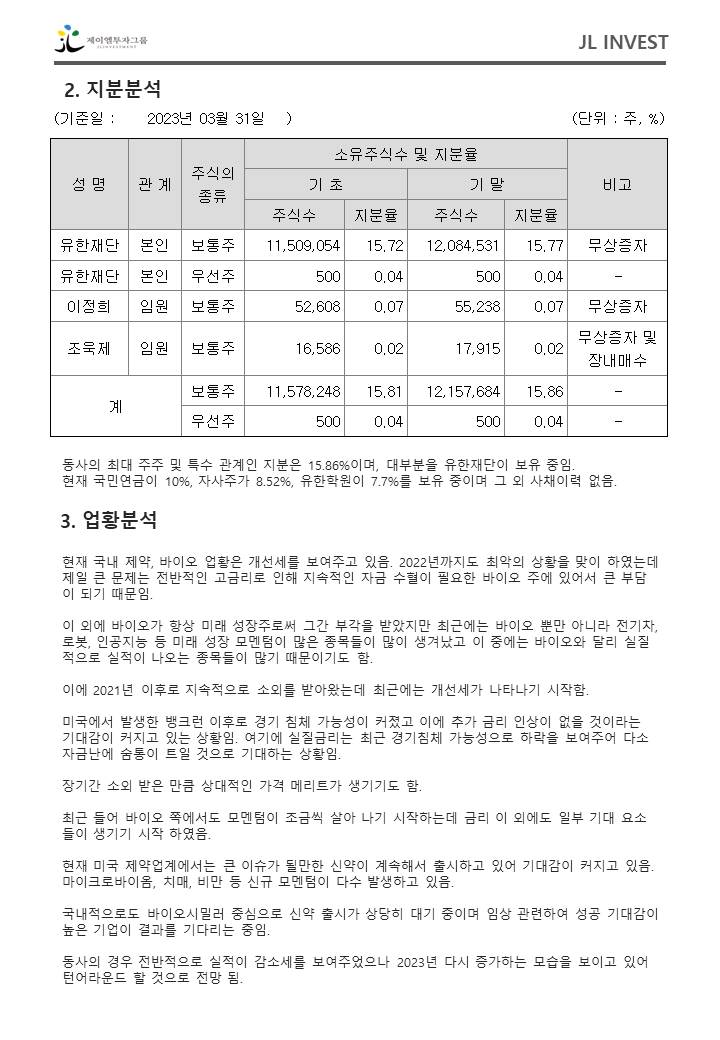 제이엘투자그룹
JLINVESTMENT
JL INVEST
2. 지분분석
(기준일 : 2023년 03월 31일 ) (단위 : 주, %)
성 명 관 계 주식의 종류 소유주식수 및 지분율 비고
기 초 기 말
주식수 지분율 주식수 지분율
유한재단 본인 보통주 11,509,054 15.72 12,084,531 15.77 무상증자
유한재단 본인 우선주 500 0.04 500 0.04 -
이정희 임원 보통주 52,608 0.07 55,238 0.07 무상증자
조욱제 임원 보통주 16,586 0.02 17,915 0.02 무상증자 및 장내매수
계 보통주 11,578,248 15.81 12,157,684 15.86 -
우선주 500 0.04 500 0.04 -
동사의 최대 주주 및 특수 관계인 지분은 15.86%이며, 대부분을 유한재단이 보유 중임.
현재 국민연금이 10%, 자사주가 8.52%, 유한학원이 7.7%를 보유 중이며 그 외 사채이력 없음.
3. 업황분석
현재 국내 제약, 바이오 업황은 개선세를 보여주고 있음. 2022년까지도 최악의 상황을 맞이 하였는데
제일 큰 문제는 전반적인 고금리로 인해 지속적인 자금 수혈이 필요한 바이오 주에 있어서 큰 부담
이 되기 때문임.
이 외에 바이오가 항상 미래 성장주로써 그간 부각을 받았지만 최근에는 바이오 뿐만 아니라 전기차,
로봇, 인공지능 등 미래 성장 모멘텀이 많은 종목들이 많이 생겨났고 이 중에는 바이오와 달리 실질
적으로 실적이 나오는 종목들이 많기 때문이기도 함.
이에 2021년 이후로 지속적으로 소외를 받아왔는데 최근에는 개선세가 나타나기 시작함.
미국에서 발생한 뱅크런 이후로 경기 침체 가능성이 커졌고 이에 추가 금리 인상이 없을 것이라는
기대감이 커지고 있는 상황임. 여기에 실질금리는 최근 경기침체 가능성으로 하락을 보여주어 다소
자금난에 숨통이 트일 것으로 기대하는 상황임.
장기간 소외 받은 만큼 상대적인 가격 메리트가 생기기도 함.
최근 들어 바이오 쪽에서도 모멘텀이 조금씩 살아 나기 시작하는데 금리 이 외에도 일부 기대 요소
들이 생기기 시작 하였음.
현재 미국 제약업계에서는 큰 이슈가 될만한 신약이 계속해서 출시하고 있어 기대감이 커지고 있음.
마이크로바이옴, 치매, 비만 등 신규 모멘텀이 다수 발생하고 있음.
국내적으로도 바이오시밀러 중심으로 신약 출시가 상당히 대기 중이며 임상 관련하여 성공 기대감이
높은 기업이 결과를 기다리는 중임.
동사의 경우 전반적으로 실적이 감소세를 보여주었으나 2023년 다시 증가하는 모습을 보이고 있어
턴어라운드 할 것으로 전망 됨.